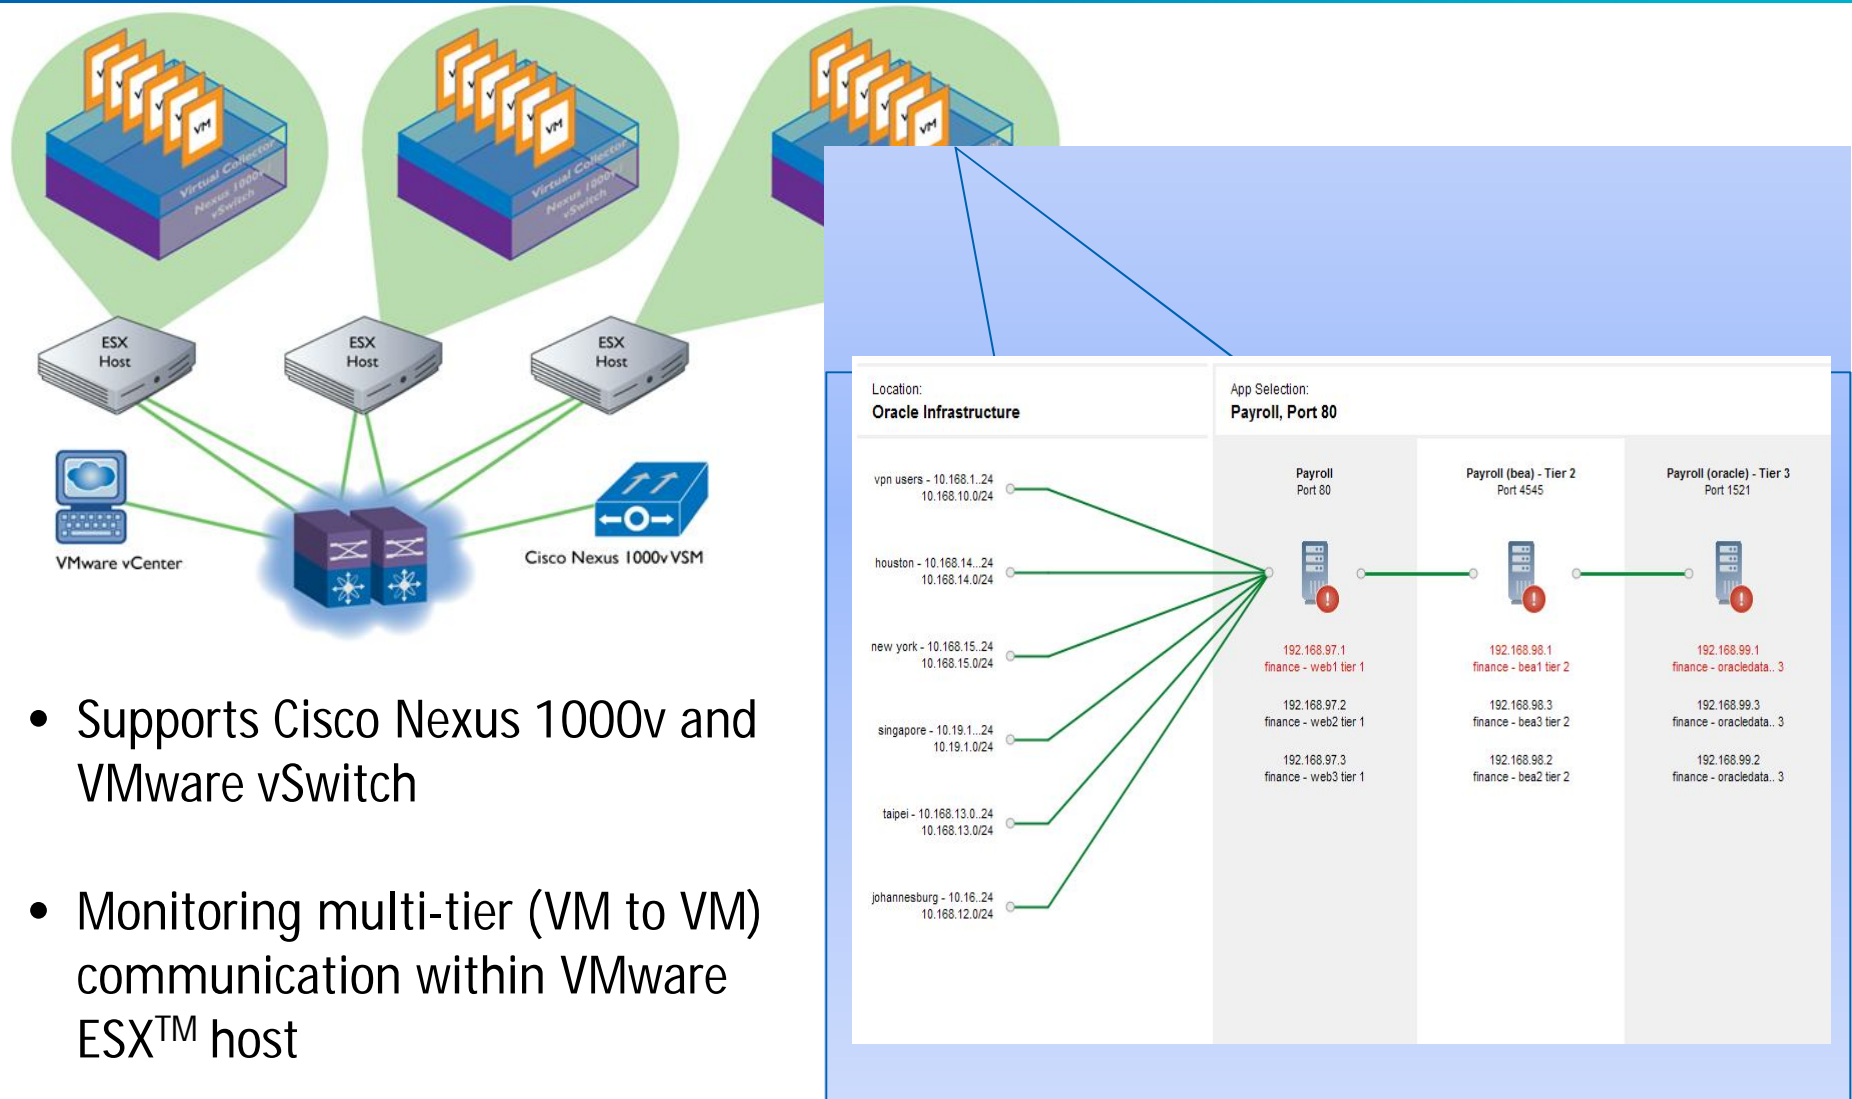 VM
Virtual Collector
Nexus 1000v
vSwitch
VM
Virtual Collector
Nexus 1000v
vSwitch
VM
ESX
Host
ESX
Host
ESX
Host
VMware vCenter
Cisco Nexus 1000v VSM
• Supports Cisco Nexus 1000v and
VMware vSwitch
• Monitoring multi-tier (VM to VM)
communication within VMware
ESX™ host
Location:
Oracle Infrastructure
App Selection:
Payroll, Port 80
vpn users - 10.168.1..24
10.168.10.0/24
houston - 10.168.14...24
10.168.14.0/24
new york - 10.168.15..24
10.168.15.0/24
singapore - 10.19.1...24
10.19.1.0/24
taipei - 10.168.13.0..24
10.168.13.0/24
johannesburg - 10.16..24
10.168.12.0/24
Payroll
Port 80
192.168.97.1
finance - web1 tier 1
192.168.97.2
finance - web2 tier 1
192.168.97.3
finance - web3 tier 1
Payroll (bea) - Tier 2
Port 4545
192.168.98.1
finance - bea1 tier 2
192.168.98.3
finance - bea3 tier 2
192.168.98.2
finance - bea2 tier 2
Payroll (oracle) - Tier 3
Port 1521
192.168.99.1
finance - oracledata.. 3
192.168.99.3
finance - oracledata.. 3
192.168.99.2
finance - oracledata.. 3